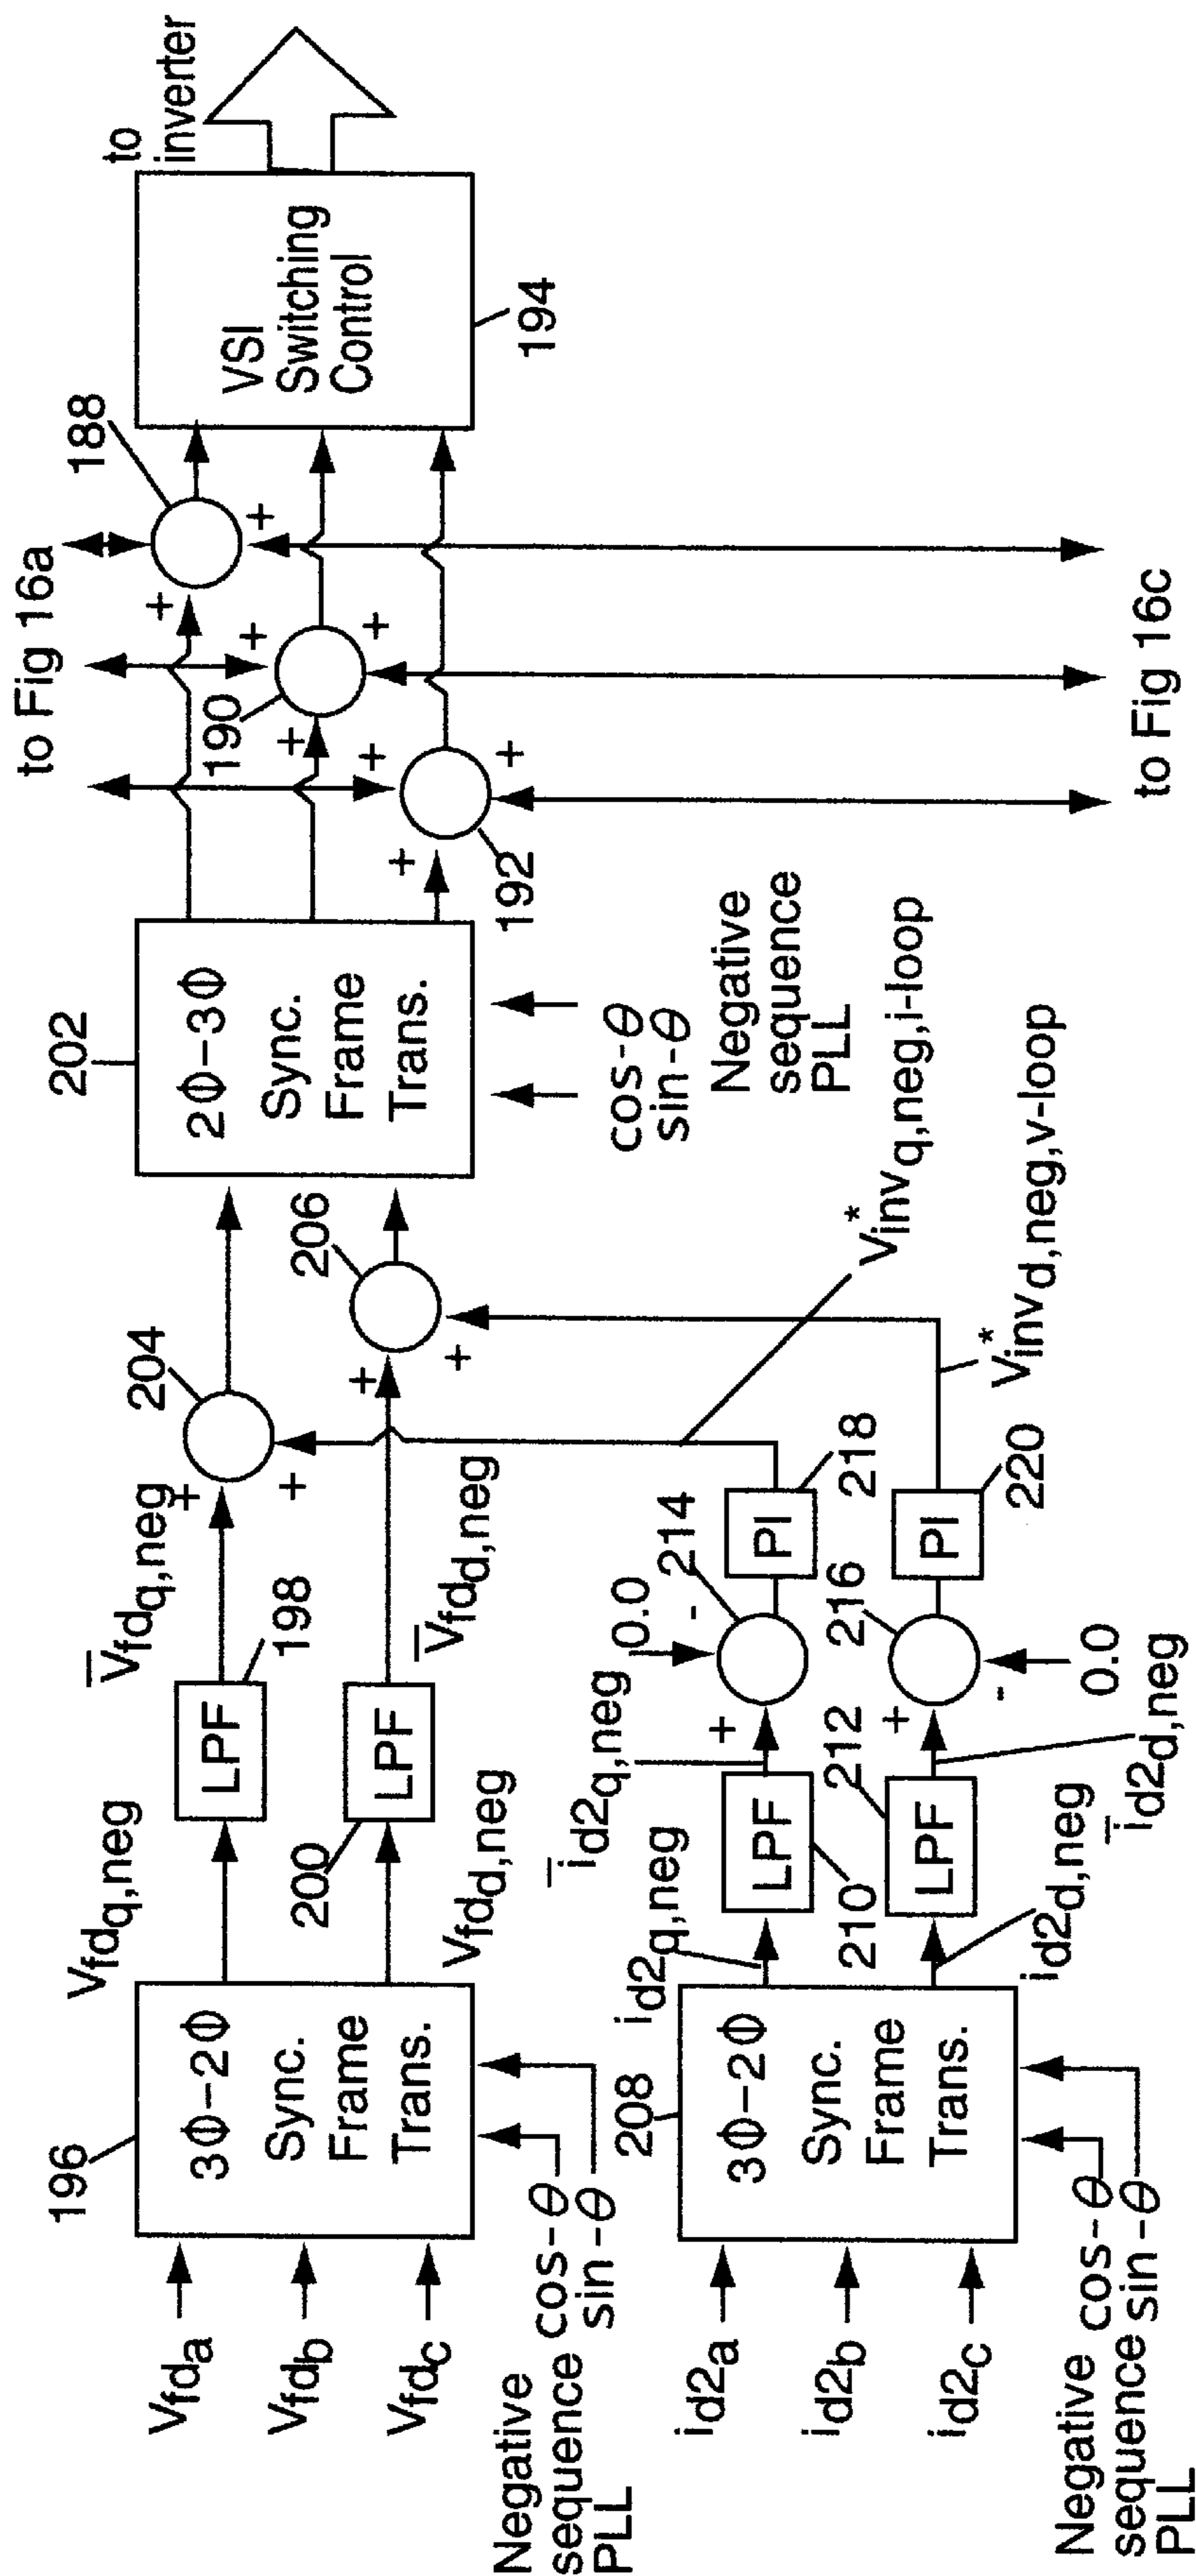 to Fig 16a
188
to
inverter
202
190
VSI
Switching
Control
194
2Φ-3Φ
Sync.
Frame
Trans.
192
cos-θ
sin-θ
Negative
sequence
PLL
to Fig 16c
196
Vfda
Vfdb
Vfdc
3Φ-2Φ
Sync.
Frame
Trans.
Vfdq,neg
LPF
198
V̅fdq,neg
+
+
204
200
LPF
Vfdd,neg
V̅fdd,neg
+
+
206
Negative
sequence
PLL
cos-θ
sin-θ
208
id2a
id2b
id2c
3Φ-2Φ
Sync.
Frame
Trans.
id2q,neg
LPF
210
i̅d2q,neg
+
0.0
-
214
PI
218
V*invq,neg,i-loop
212
LPF
id2d,neg
i̅d2d,neg
+
216
-
0.0
PI
220
V*invd,neg,v-loop
Negative
sequence
PLL
cos-θ
sin-θ
+
+
+
+
+
+
+
+